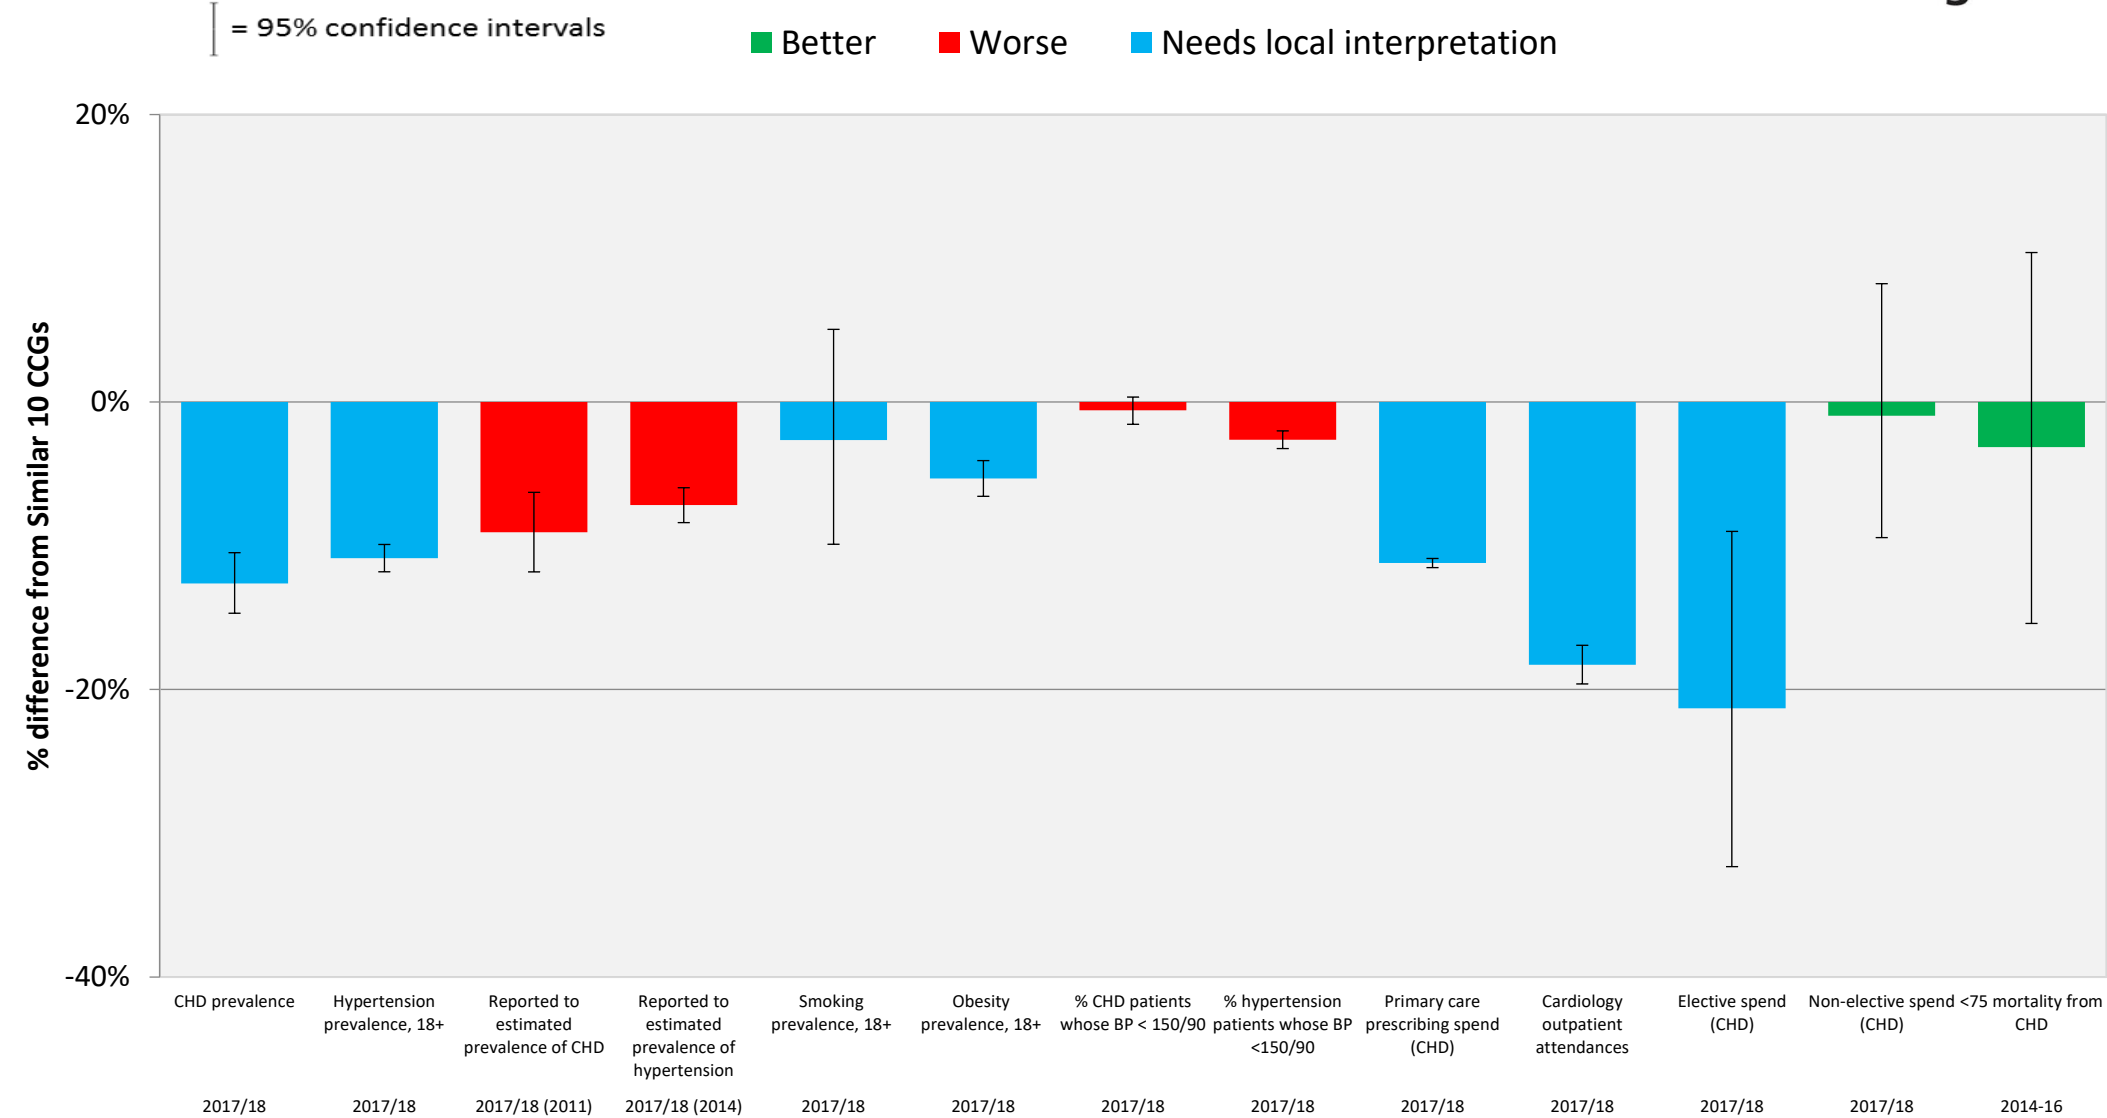 = 95% confidence intervals
Better
Worse
Needs local interpretation
20%
0%
-20%
-40%
% difference from Similar 10 CCGs
CHD prevalence
2017/18
Hypertension
prevalence, 18+
2017/18
Reported to
estimated
prevalence of CHD
2017/18 (2011)
Reported to
estimated
prevalence of
hypertension
2017/18 (2014)
Smoking
prevalence, 18+
2017/18
Obesity
prevalence, 18+
2017/18
% CHD patients
whose BP < 150/90
2017/18
% hypertension
patients whose BP
<150/90
2017/18
Primary care
prescribing spend
(CHD)
2017/18
Cardiology
outpatient
attendances
2017/18
Elective spend
(CHD)
2017/18
Non-elective spend
(CHD)
2017/18
<75 mortality from
CHD
2014-16